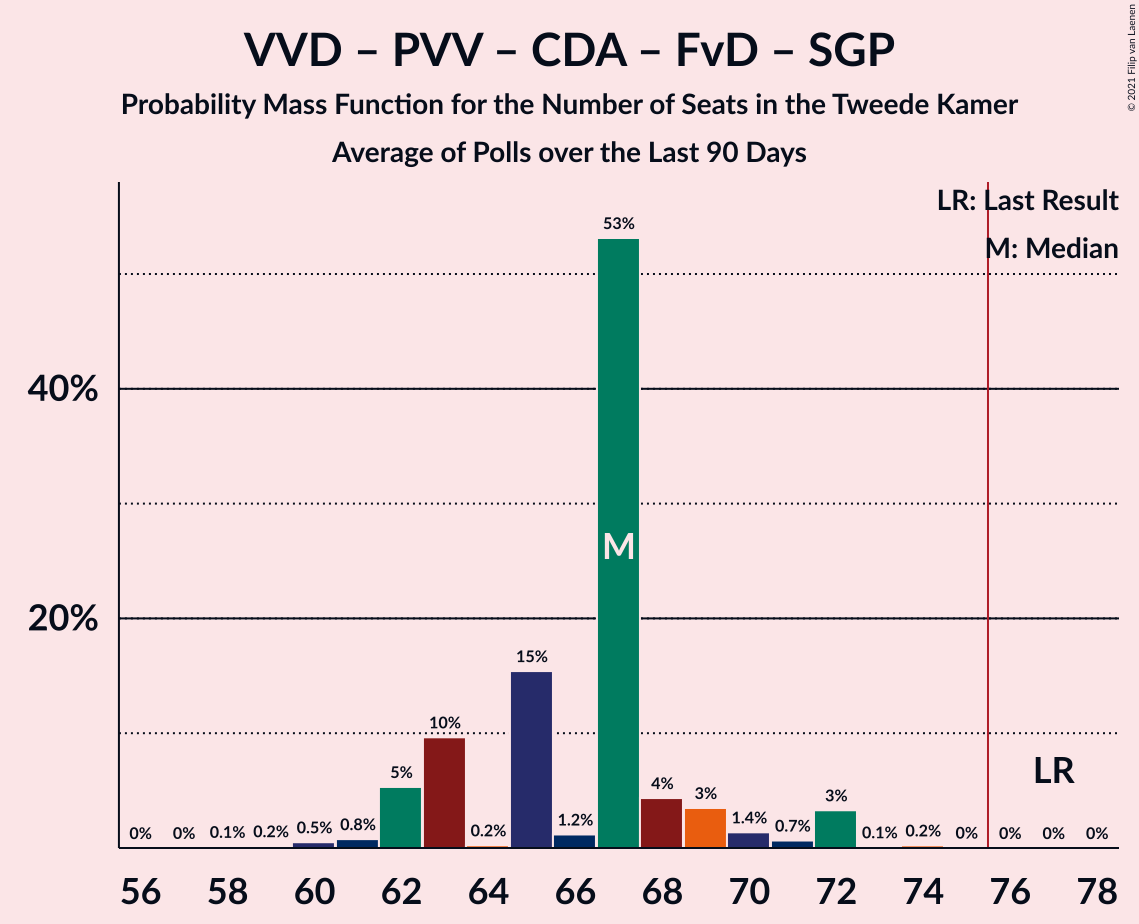 VVD – PVV – CDA – FvD – SGP
Probability Mass Function for the Number of Seats in the Tweede Kamer
Average of Polls over the Last 90 Days
© 2021 Filip van Laenen
LR: Last Result
M: Median
53%
40%
M
20%
15%
10%
LR
5%
4%
3%
3%
0% 0% 0.1% 0.2% 0.5% 0.8% 0.2% 1.2% 1.4% 0.7% 0.1% 0.2% 0% 0% 0% 0%
56 58 60 62 64 66 68 70 72 74 76 78